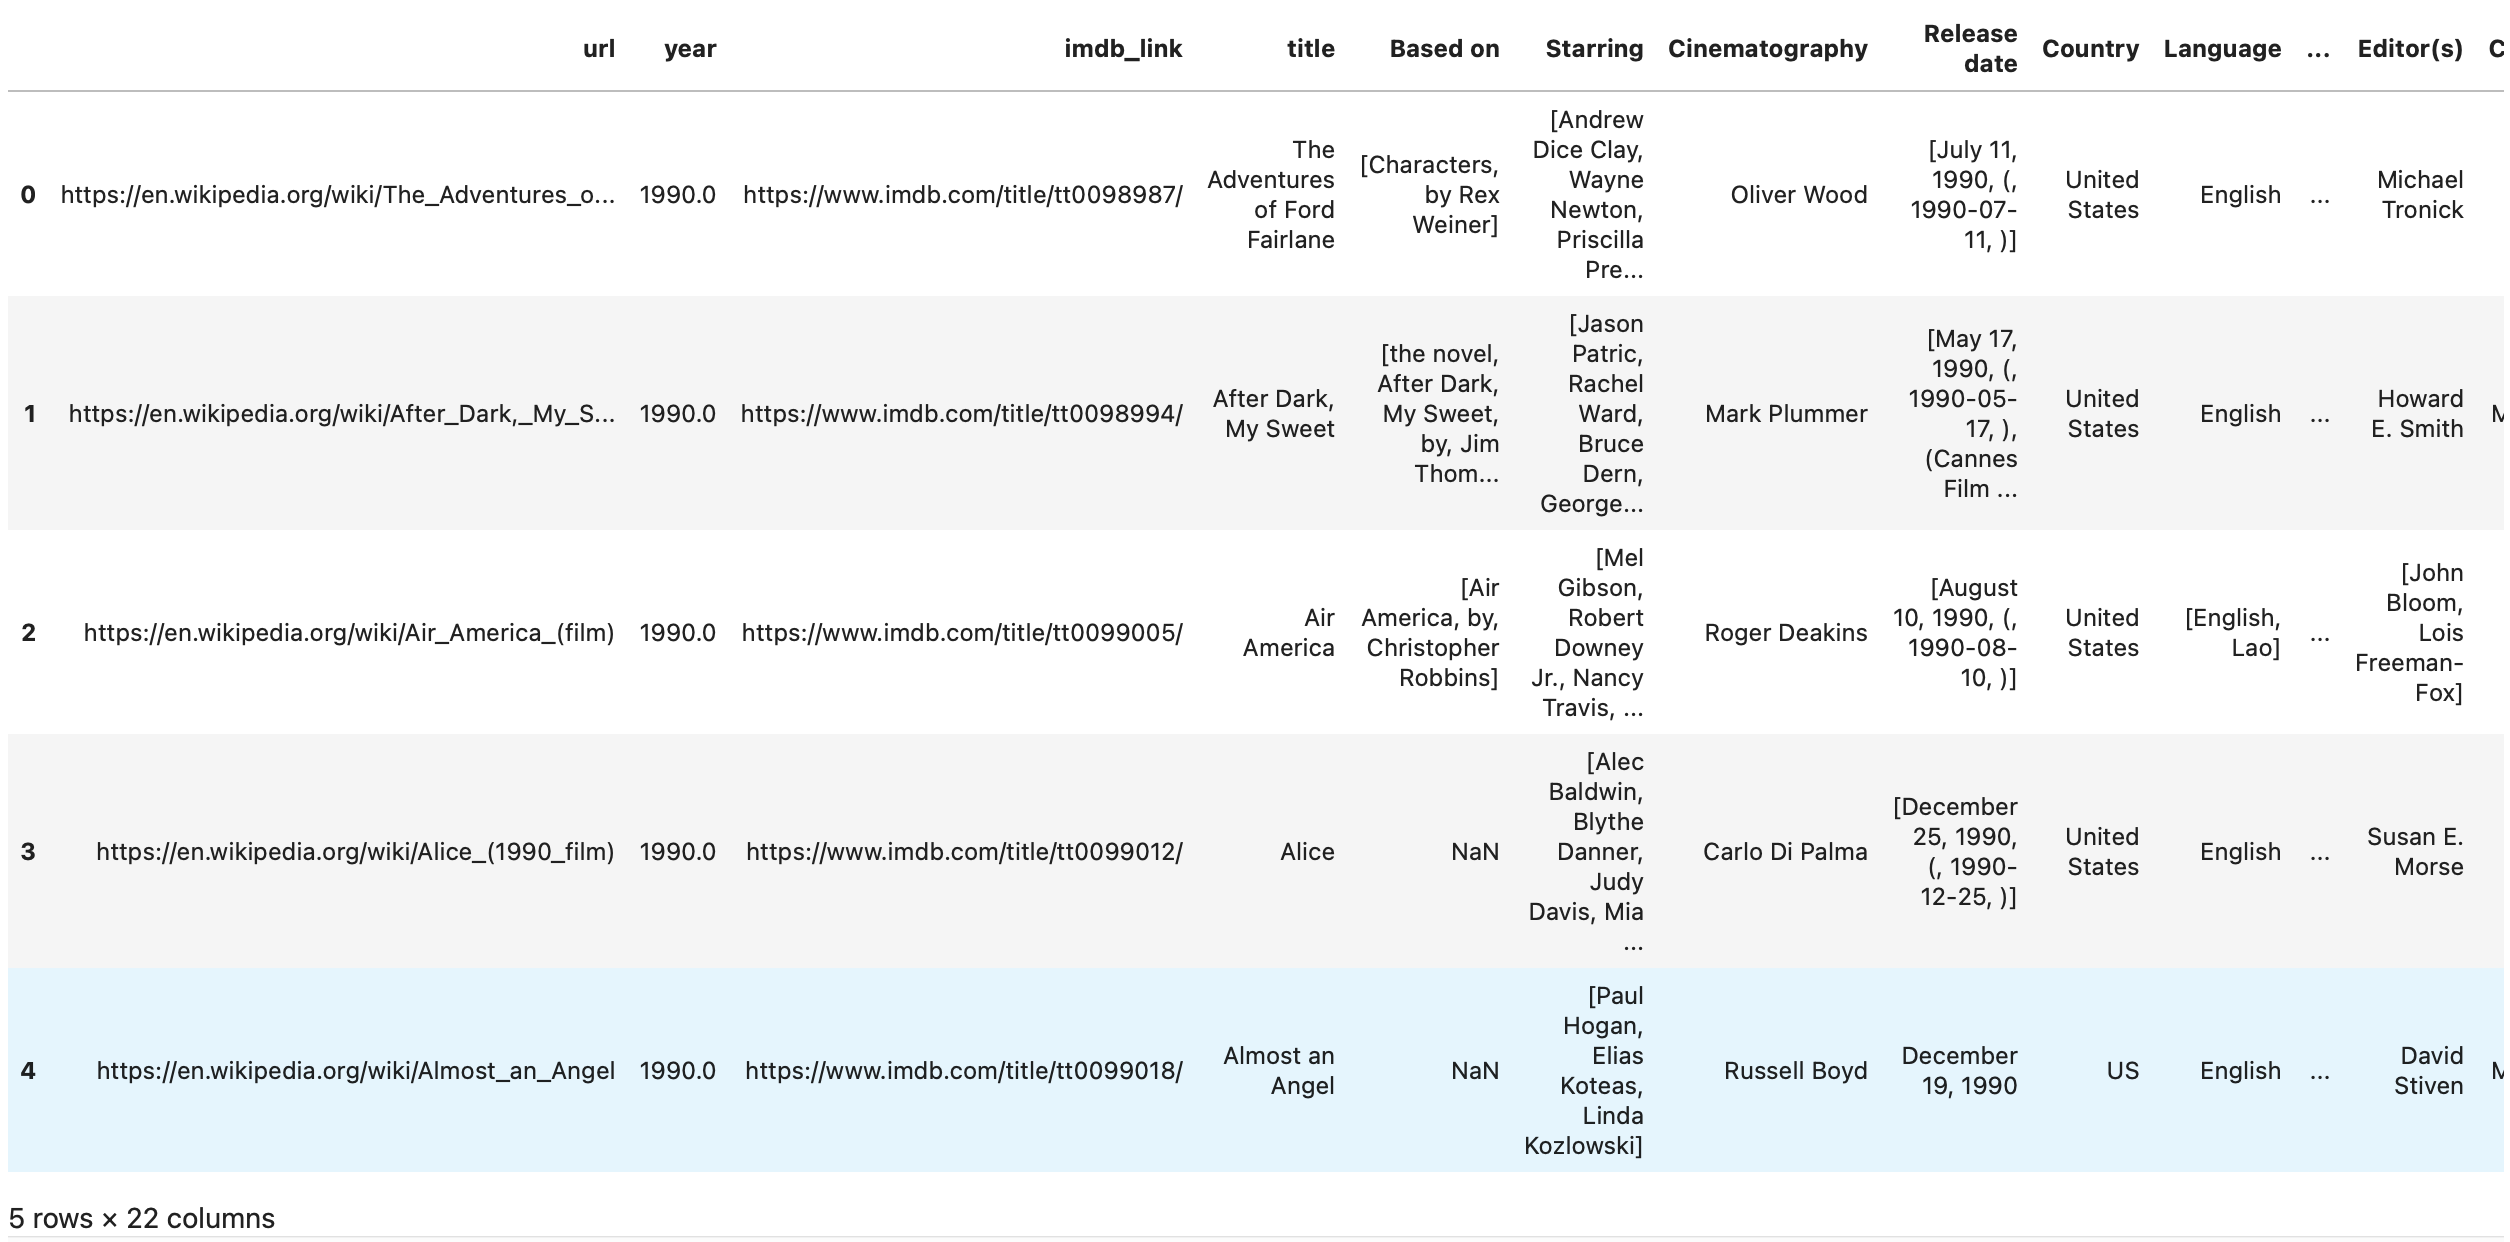 url year imdb_link title Based on Starring Cinematography Release date Country Language ... Editor(s) C
0 https://en.wikipedia.org/wiki/The_Adventures_o... 1990.0 https://www.imdb.com/title/tt0098987/ The Adventures of Ford Fairlane [Characters, by Rex Weiner] [Andrew Dice Clay, Wayne Newton, Priscilla Pre... Oliver Wood [July 11, 1990, (, 1990-07-11, )] United States English ... Michael Tronick
1 https://en.wikipedia.org/wiki/After_Dark,_My_S... 1990.0 https://www.imdb.com/title/tt0098994/ After Dark, My Sweet [the novel, After Dark, My Sweet, by, Jim Thom... [Jason Patric, Rachel Ward, Bruce Dern, George... Mark Plummer [May 17, 1990, (, 1990-05-17, ), (Cannes Film ... United States English ... Howard E. Smith M
2 https://en.wikipedia.org/wiki/Air_America_(film) 1990.0 https://www.imdb.com/title/tt0099005/ Air America [Air America, by, Christopher Robbins] [Mel Gibson, Robert Downey Jr., Nancy Travis, ... Roger Deakins [August 10, 1990, (, 1990-08-10, )] United States [English, Lao] ... [John Bloom, Lois Freeman-Fox]
3 https://en.wikipedia.org/wiki/Alice_(1990_film) 1990.0 https://www.imdb.com/title/tt0099012/ Alice NaN [Alec Baldwin, Blythe Danner, Judy Davis, Mia ... Carlo Di Palma [December 25, 1990, (, 1990-12-25, )] United States English ... Susan E. Morse
4 https://en.wikipedia.org/wiki/Almost_an_Angel 1990.0 https://www.imdb.com/title/tt0099018/ Almost an Angel NaN [Paul Hogan, Elias Koteas, Linda Kozlowski] Russell Boyd December 19, 1990 US English ... David Stiven M
5 rows × 22 columns